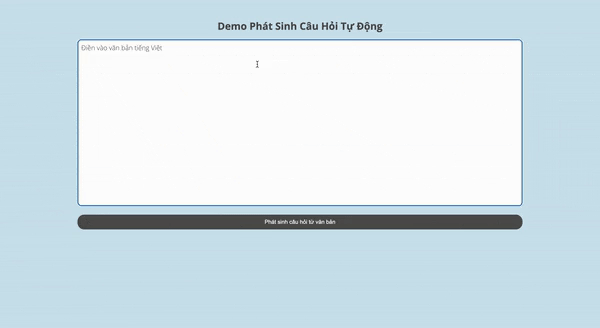 Demo Phát Sinh Câu Hỏi Tự Động
Điền vào văn bản tiếng Việt
Phát sinh câu hỏi từ văn bản